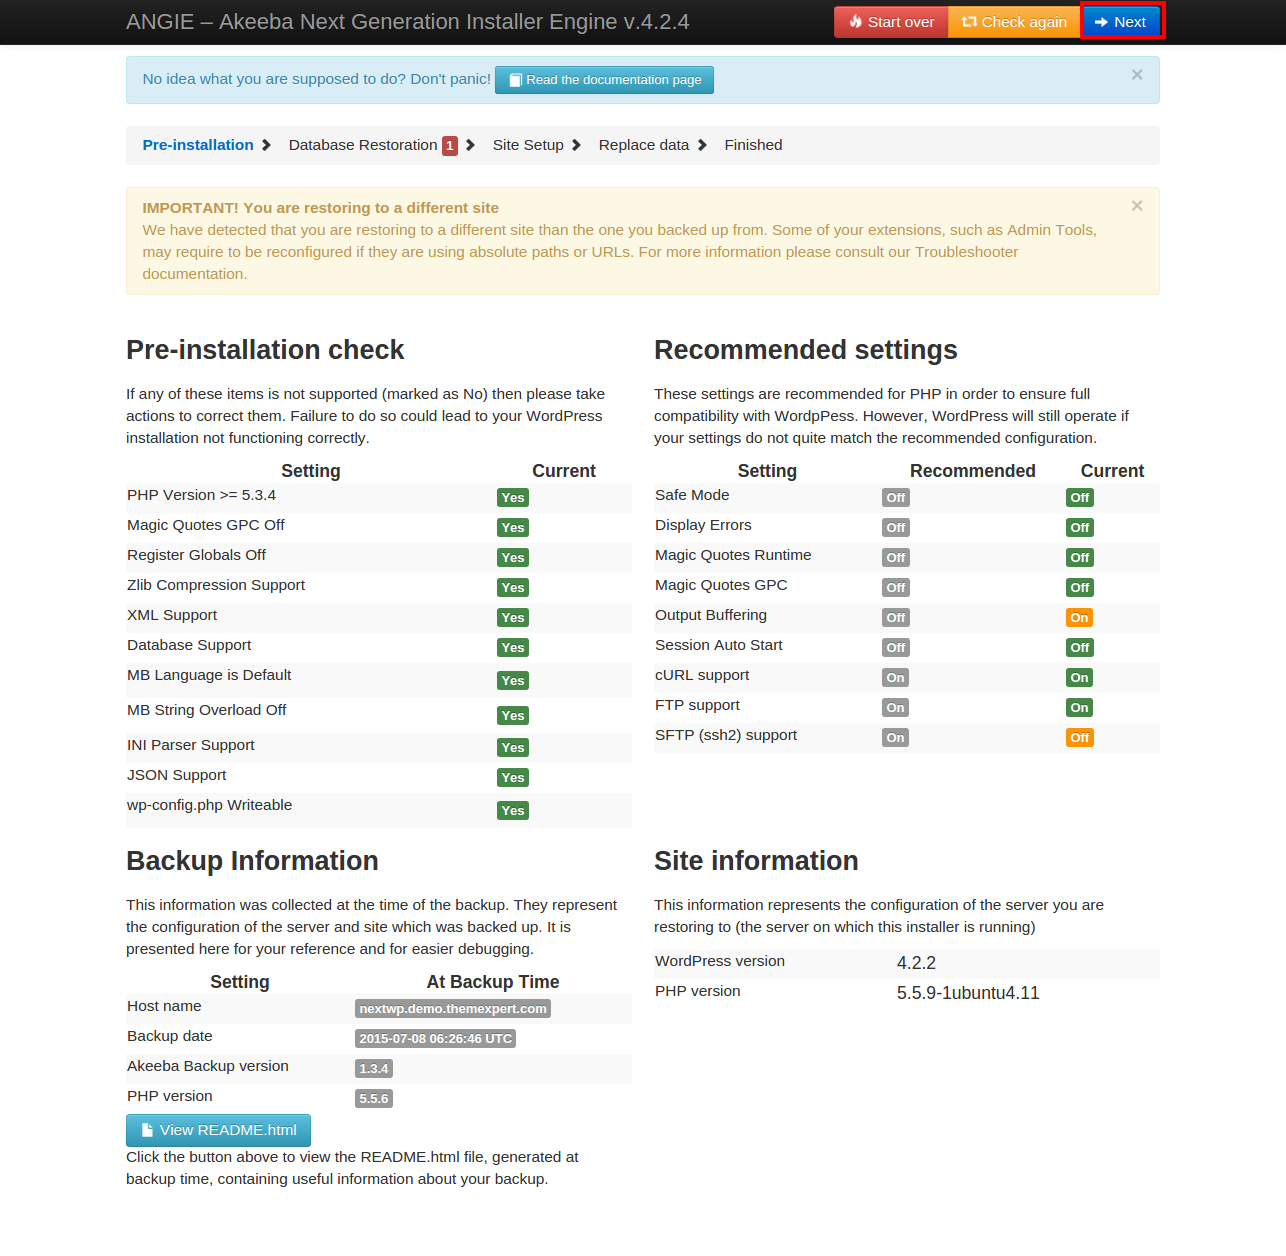 ANGIE – Akeeba Next Generation Installer Engine v.4.2.4
Start over Check again Next
No idea what you are supposed to do? Don't panic! Read the documentation page ×
Pre-installation Database Restoration 1 Site Setup Replace data Finished
IMPORTANT! You are restoring to a different site ×
We have detected that you are restoring to a different site than the one you backed up from. Some of your extensions, such as Admin Tools,
may require to be reconfigured if they are using absolute paths or URLs. For more information please consult our Troubleshooter
documentation.
Pre-installation check
If any of these items is not supported (marked as No) then please take
actions to correct them. Failure to do so could lead to your WordPress
installation not functioning correctly.
Setting Current
PHP Version >= 5.3.4 Yes
Magic Quotes GPC Off Yes
Register Globals Off Yes
Zlib Compression Support Yes
XML Support Yes
Database Support Yes
MB Language is Default Yes
MB String Overload Off Yes
INI Parser Support Yes
JSON Support Yes
wp-config.php Writeable Yes
Recommended settings
These settings are recommended for PHP in order to ensure full
compatibility with WordpPess. However, WordPress will still operate if
your settings do not quite match the recommended configuration.
Setting Recommended Current
Safe Mode Off Off
Display Errors Off Off
Magic Quotes Runtime Off Off
Magic Quotes GPC Off Off
Output Buffering Off On
Session Auto Start Off Off
cURL support On On
FTP support On On
SFTP (ssh2) support On Off
Backup Information
This information was collected at the time of the backup. They represent
the configuration of the server and site which was backed up. It is
presented here for your reference and for easier debugging.
Setting At Backup Time
Host name nextwp.demo.themexpert.com
Backup date 2015-07-08 06:26:46 UTC
Akeeba Backup version 1.3.4
PHP version 5.5.6
View README.html
Click the button above to view the README.html file, generated at
backup time, containing useful information about your backup.
Site information
This information represents the configuration of the server you are
restoring to (the server on which this installer is running)
WordPress version 4.2.2
PHP version 5.5.9-1ubuntu4.11